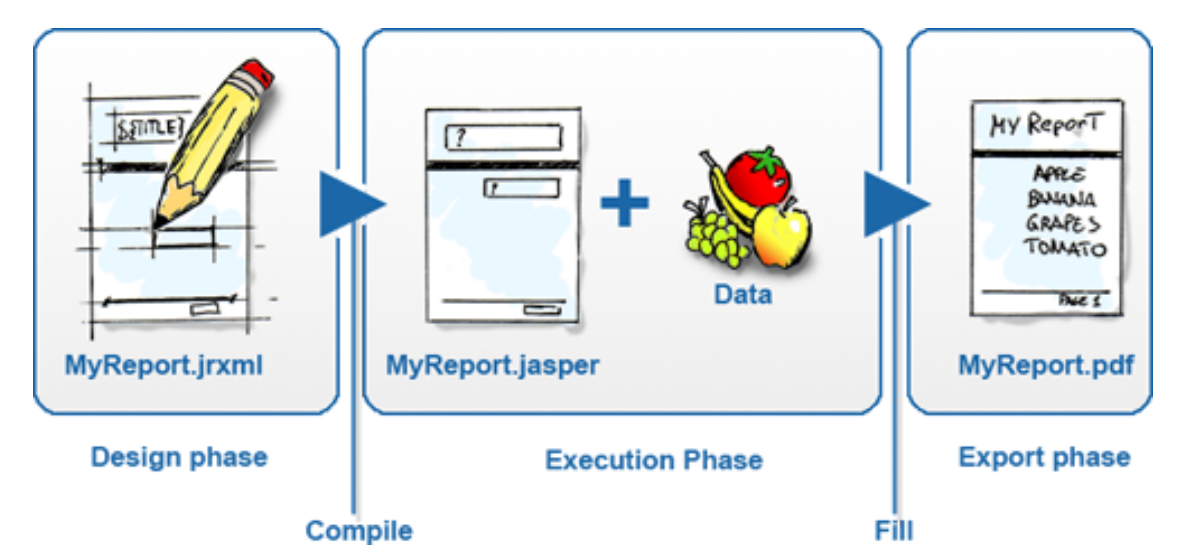 ${TITLE}
MyReport.jrxml
Design phase
Compile
?
?
MyReport.jasper
+
Data
Execution Phase
Fill
MY RePorT
APPLE
BANANA
GRAPES
TOMATO
PAGE 1
MyReport.pdf
Export phase